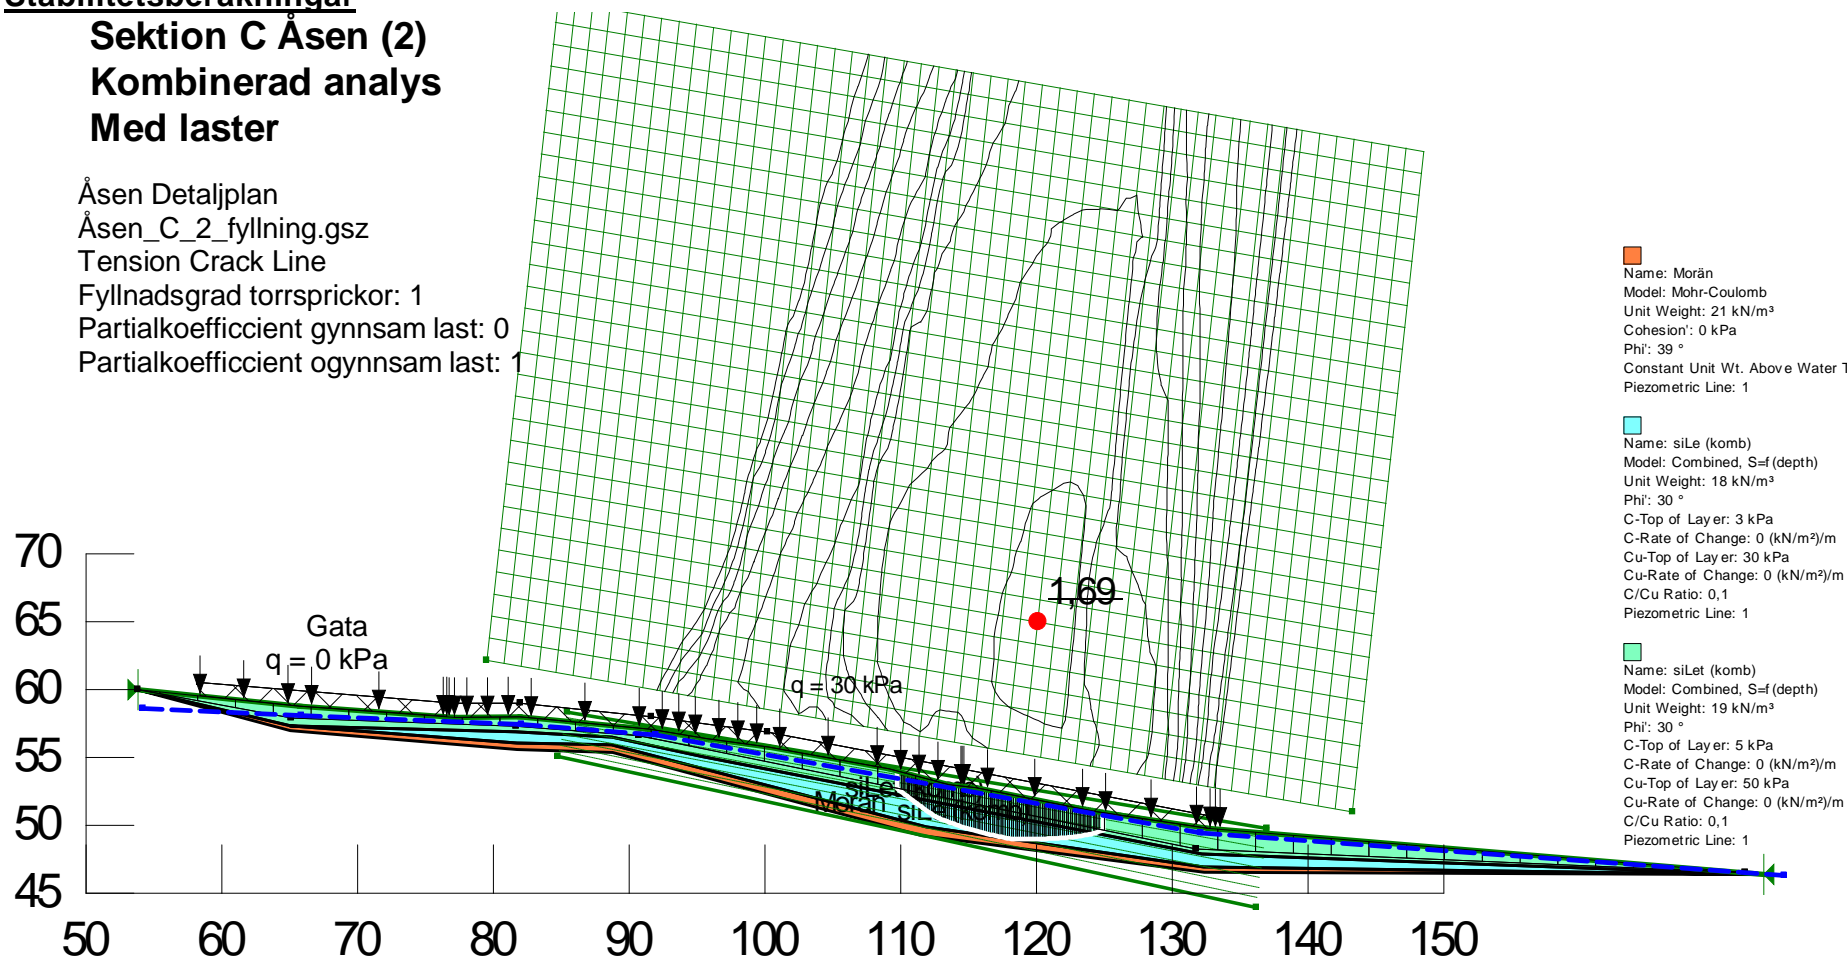 Stabilitetsberäkningar
Sektion C Åsen (2)
Kombinerad analys
Med laster
Åsen Detaljplan
Åsen_C_2_fyllning.gsz
Tension Crack Line
Fyllnadsgrad torrsprickor: 1
Partialkoefficcient gynnsam last: 0
Partialkoefficcient ogynnsam last: 1
Name: Morän
Model: Mohr-Coulomb
Unit Weight: 21 kN/m³
Cohesion': 0 kPa
Phi': 39 °
Constant Unit Wt. Above Water T
Piezometric Line: 1
Name: siLe (komb)
Model: Combined, S=f(depth)
Unit Weight: 18 kN/m³
Phi': 30 °
C-Top of Layer: 3 kPa
C-Rate of Change: 0 (kN/m²)/m
Cu-Top of Layer: 30 kPa
Cu-Rate of Change: 0 (kN/m²)/m
C/Cu Ratio: 0,1
Piezometric Line: 1
Name: siLet (komb)
Model: Combined, S=f(depth)
Unit Weight: 19 kN/m³
Phi': 30 °
C-Top of Layer: 5 kPa
C-Rate of Change: 0 (kN/m²)/m
Cu-Top of Layer: 50 kPa
Cu-Rate of Change: 0 (kN/m²)/m
C/Cu Ratio: 0,1
Piezometric Line: 1
1,69
Gata
q = 0 kPa
q = 30 kPa
Morän
70
65
60
55
50
45
50 60 70 80 90 100 110 120 130 140 150